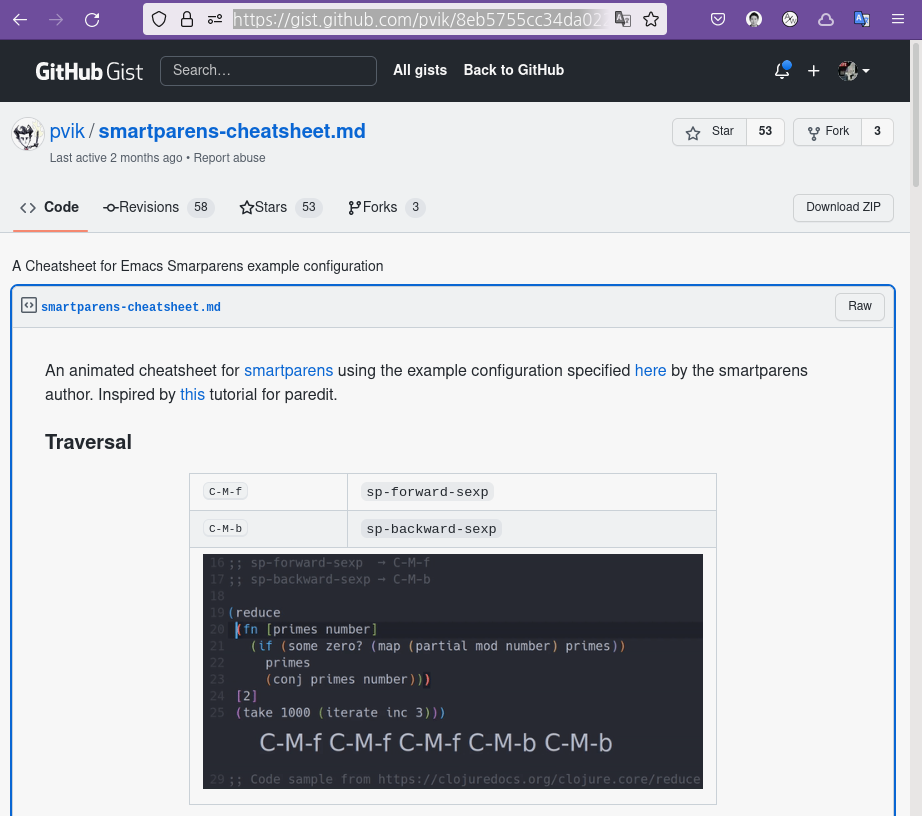 https://gist.github.com/pvik/8eb5755cc34da02
GitHub Gist Search... All gists Back to GitHub
pvik / smartparens-cheatsheet.md Star 53 Fork 3
Last active 2 months ago • Report abuse
Code Revisions 58 Stars 53 Forks 3 Download ZIP
A Cheatsheet for Emacs Smarparens example configuration
smartparens-cheatsheet.md Raw
An animated cheatsheet for smartparens using the example configuration specified here by the smartparens
author. Inspired by this tutorial for paredit.
Traversal
C-M-f sp-forward-sexp
C-M-b sp-backward-sexp
16 ;; sp-forward-sexp → C-M-f
17 ;; sp-backward-sexp → C-M-b
18
19 (reduce
20 (fn [primes number]
21 (if (some zero? (map (partial mod number) primes))
22 primes
23 (conj primes number)))
24 [2]
25 (take 1000 (iterate inc 3)))
C-M-f C-M-f C-M-f C-M-b C-M-b
29 ;; Code sample from https://clojuredocs.org/clojure.core/reduce